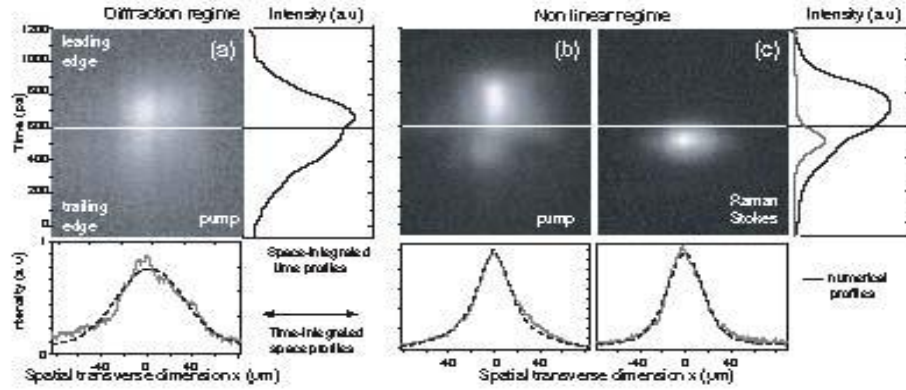 Diffraction regime
Intensity (a.u)
Non linear regime
Intensity (a.u)
1200
1000
800
600
400
200
0
Time (ps)
leading
edge
(a)
trailing
edge
pump
(b)
pump
(c)
Raman
Stokes
1
0
Intensity (a.u)
Space-Integrated
time profiles
Time-Integrated
space profiles
numerical
profiles
-40 0 40
-40 0 40
-40 0 40
Spatial transverse dimension x (μm)
Spatial transverse dimension x (μm)